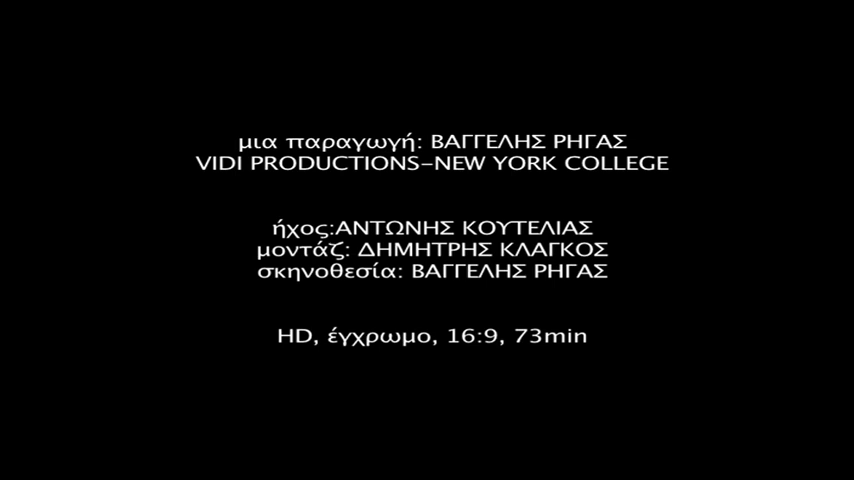 μια παραγωγή: ΒΑΓΓΕΛΗΣ ΡΗΓΑΣ
VIDI PRODUCTIONS–NEW YORK COLLEGE
ήχος:ΑΝΤΩΝΗΣ ΚΟΥΤΕΛΙΑΣ
μοντάζ: ΔΗΜΗΤΡΗΣ ΚΛΑΓΚΟΣ
σκηνοθεσία: ΒΑΓΓΕΛΗΣ ΡΗΓΑΣ
HD, έγχρωμο, 16:9, 73min